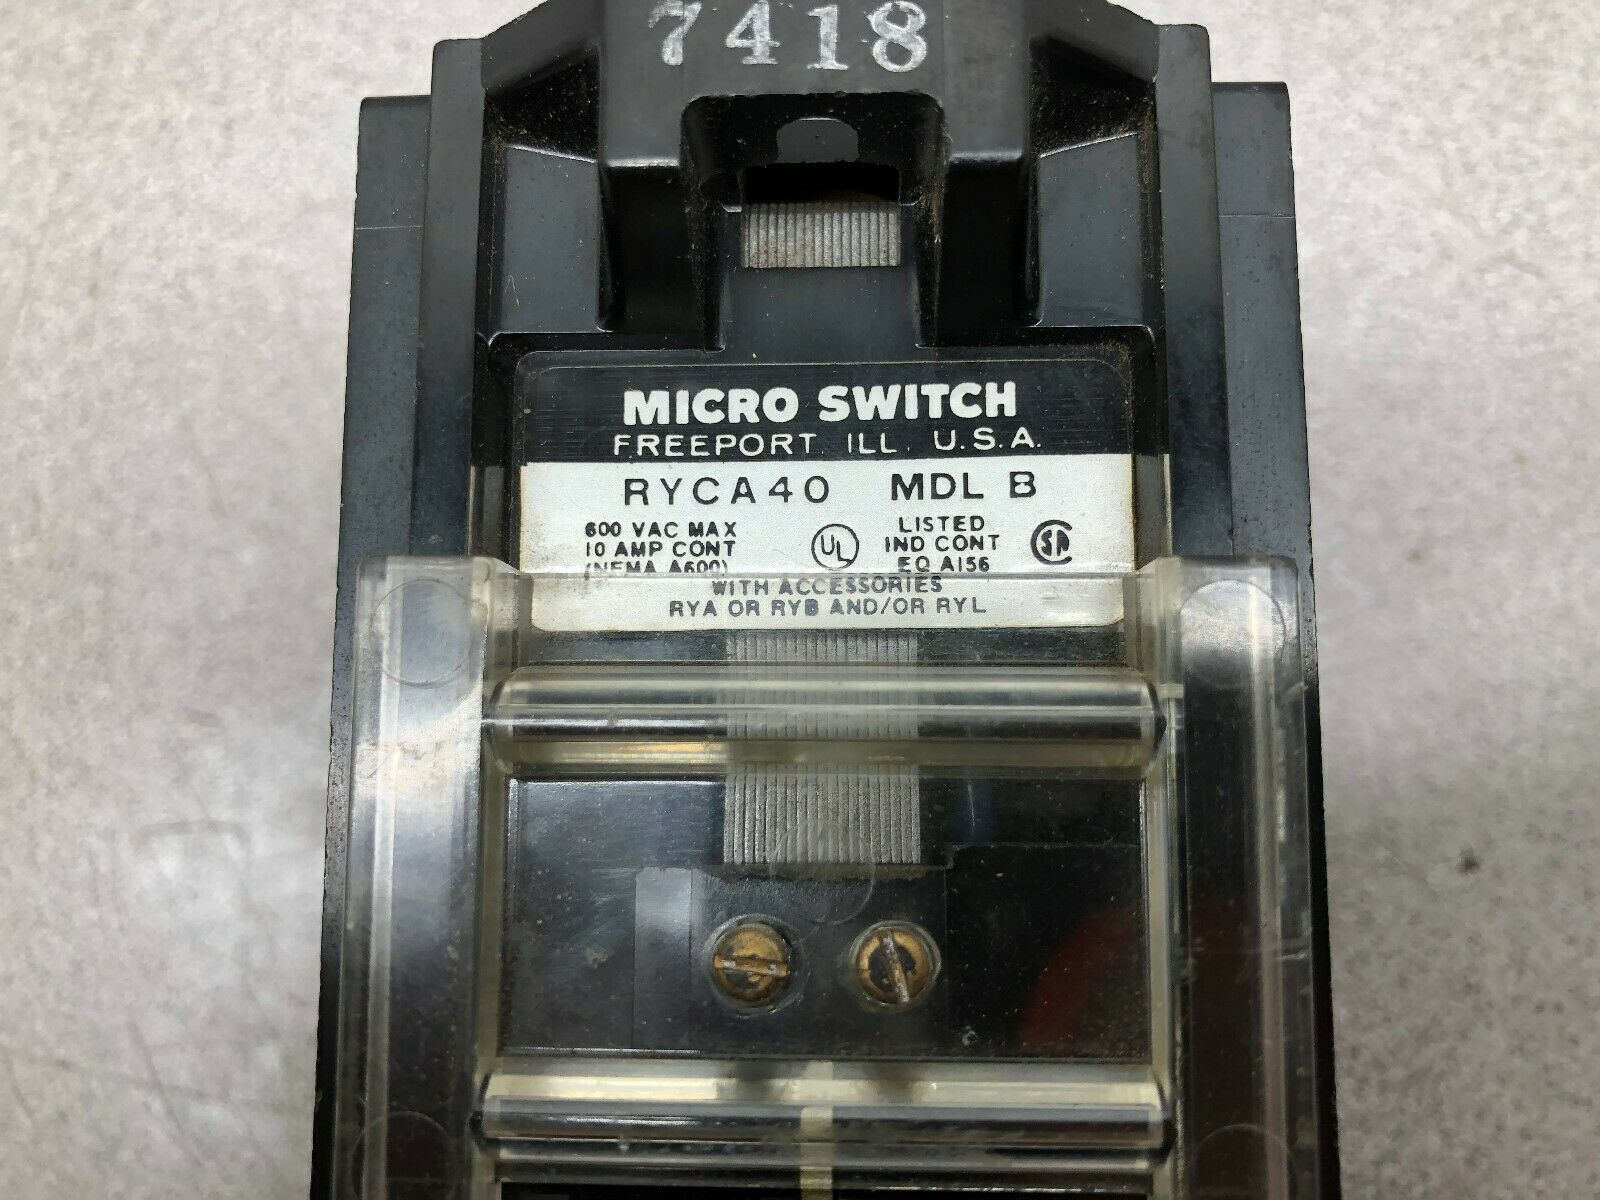 7418
MICRO SWITCH
FREEPORT, ILL. U.S.A.
RYCA40 MDL B
600 VAC MAX
10 AMP CONT
(NEMA A600)
UL
LISTED
IND CONT
EQ A156
SA
WITH ACCESSORIES
RYA OR RYB AND/OR RYL